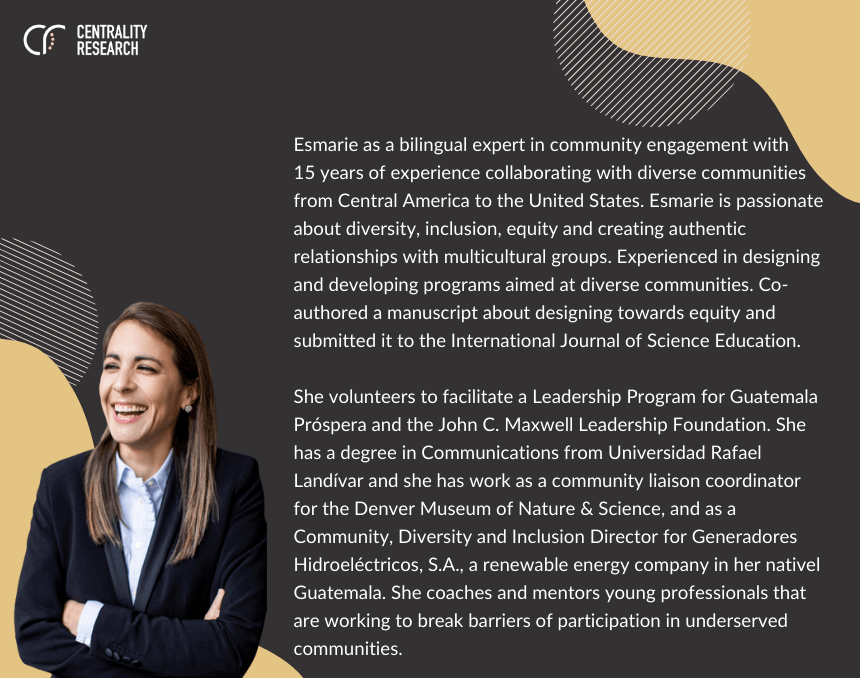 CENTRALITY
RESEARCH
Esmarie as a bilingual expert in community engagement with
15 years of experience collaborating with diverse communities
from Central America to the United States. Esmarie is passionate
about diversity, inclusion, equity and creating authentic
relationships with multicultural groups. Experienced in designing
and developing programs aimed at diverse communities. Co-
authored a manuscript about designing towards equity and
submitted it to the International Journal of Science Education.
She volunteers to facilitate a Leadership Program for Guatemala
Próspera and the John C. Maxwell Leadership Foundation. She
has a degree in Communications from Universidad Rafael
Landívar and she has work as a community liaison coordinator
for the Denver Museum of Nature & Science, and as a
Community, Diversity and Inclusion Director for Generadores
Hidroeléctricos, S.A., a renewable energy company in her nativel
Guatemala. She coaches and mentors young professionals that
are working to break barriers of participation in underserved
communities.